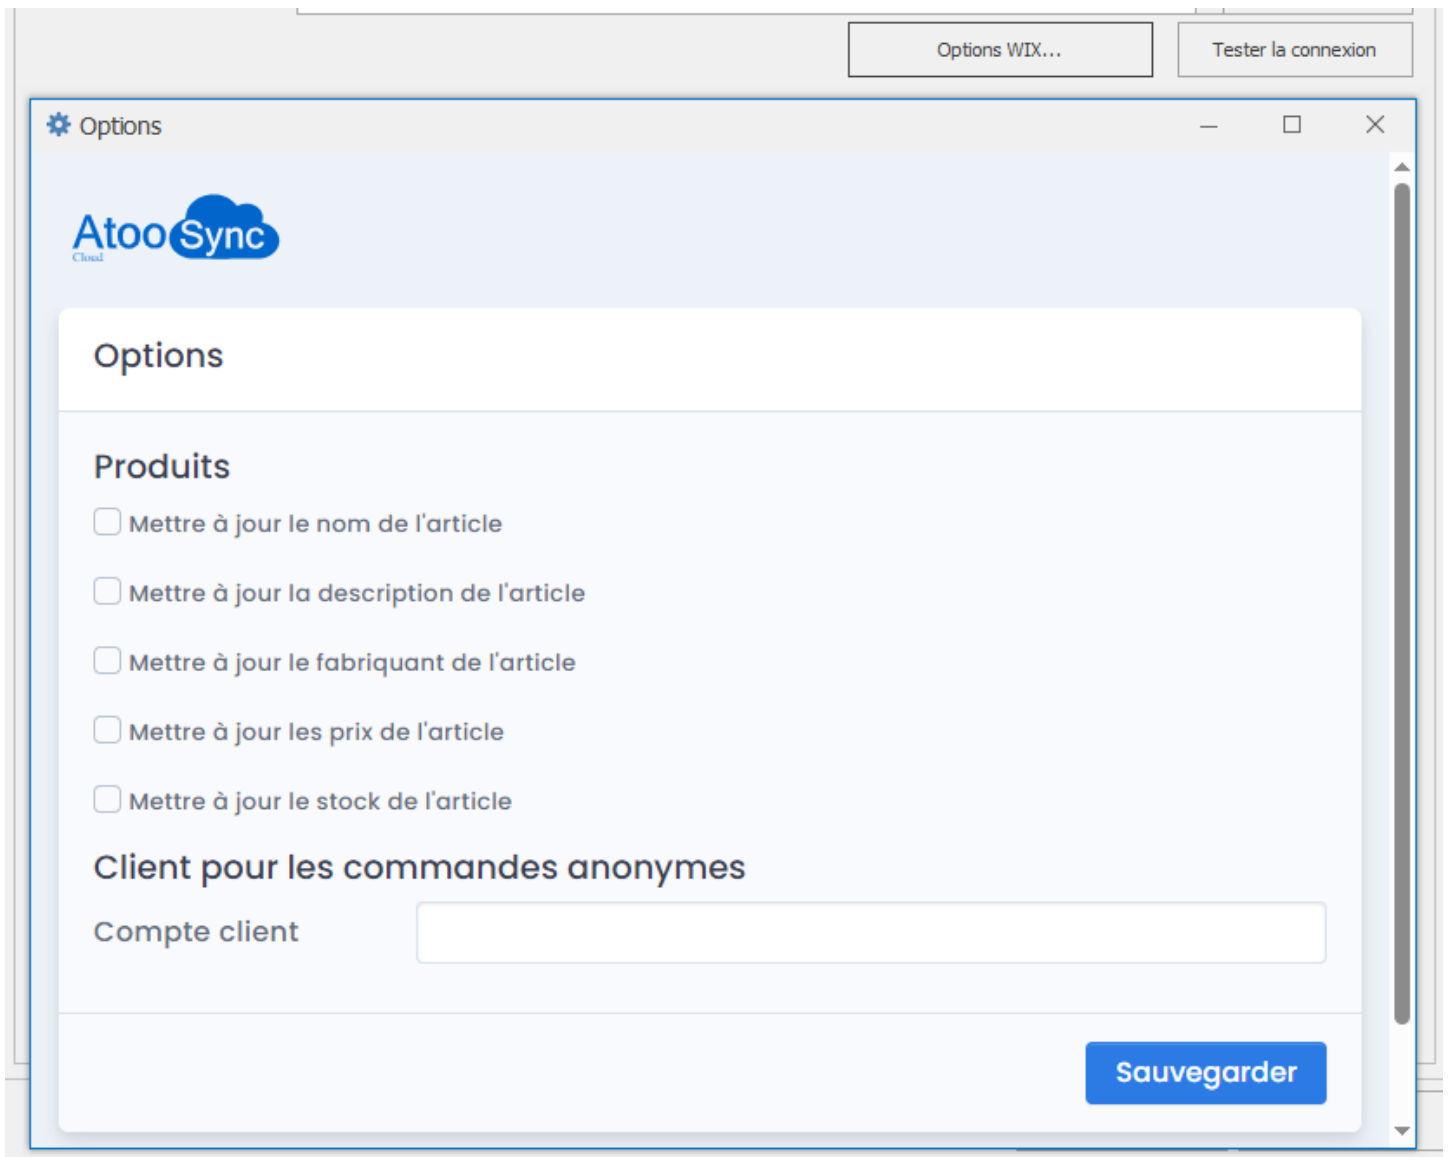 Options WIX...
Tester la connexion
Options
Atoo Sync
Cloud
Options
Produits
Mettre à jour le nom de l'article
Mettre à jour la description de l'article
Mettre à jour le fabriquant de l'article
Mettre à jour les prix de l'article
Mettre à jour le stock de l'article
Client pour les commandes anonymes
Compte client
Sauvegarder